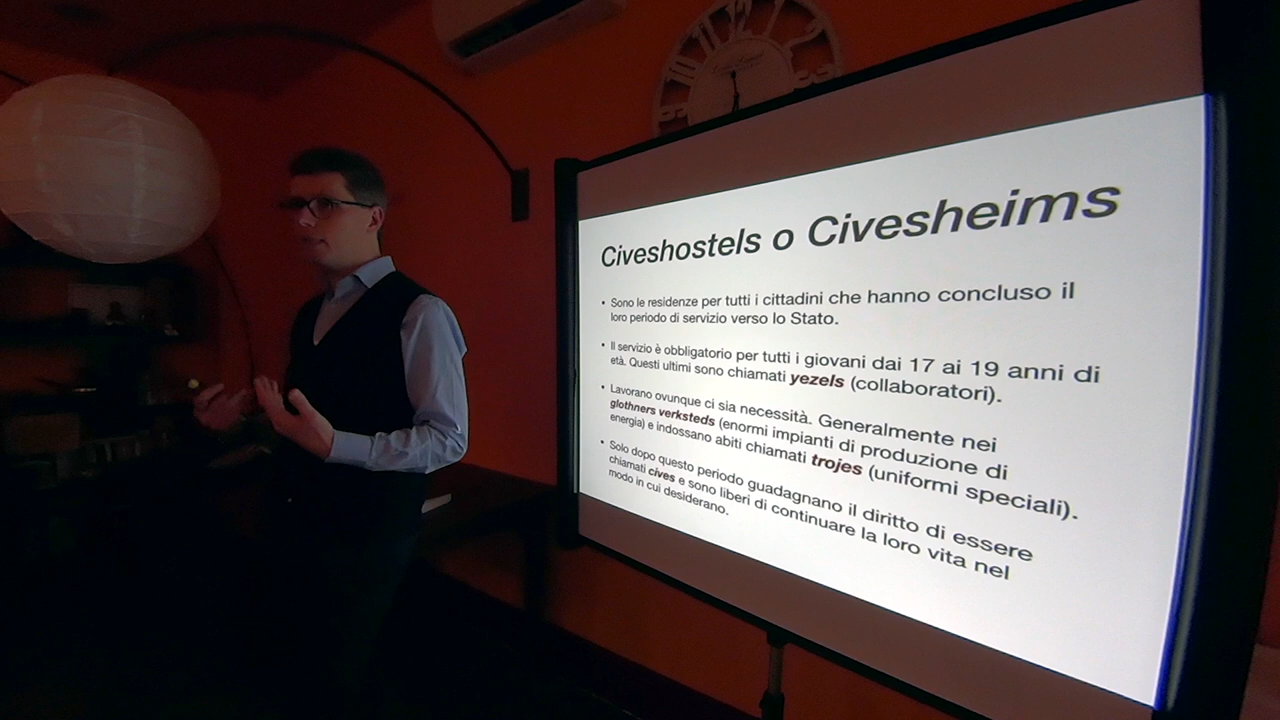 Civeshostels o Civesheims
• Sono le residenze per tutti i cittadini che hanno concluso il
loro periodo di servizio verso lo Stato.
• Il servizio è obbligatorio per tutti i giovani dai 17 ai 19 anni di
età. Questi ultimi sono chiamati yezels (collaboratori).
• Lavorano ovunque ci sia necessità. Generalmente nei
glothners verksteds (enormi impianti di produzione di
energia) e indossano abiti chiamati trojes (uniformi speciali).
• Solo dopo questo periodo guadagnano il diritto di essere
chiamati cives e sono liberi di continuare la loro vita nel
modo in cui desiderano.